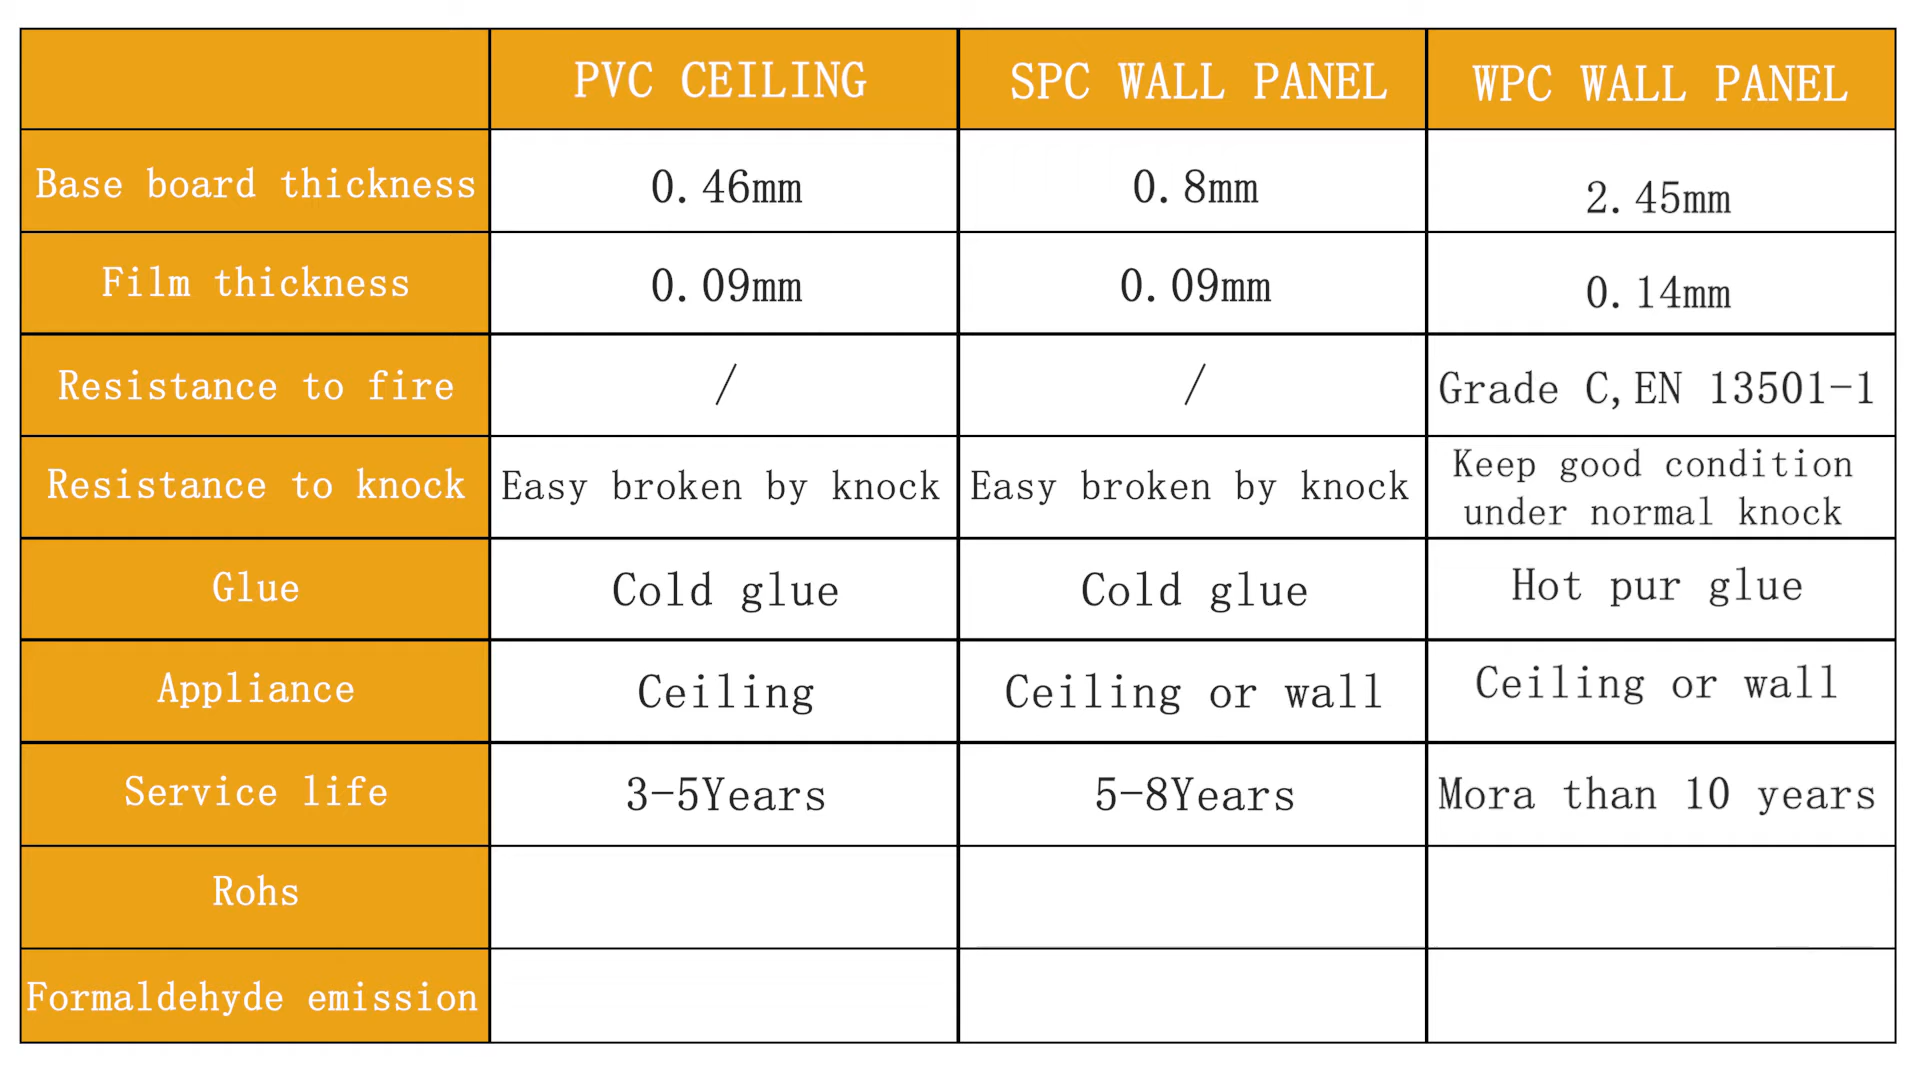 PVC CEILING SPC WALL PANEL WPC WALL PANEL
Base board thickness 0.46mm 0.8mm 2.45mm
Film thickness 0.09mm 0.09mm 0.14mm
Resistance to fire / / Grade C,EN 13501-1
Resistance to knock Easy broken by knock Easy broken by knock Keep good condition
under normal knock
Glue Cold glue Cold glue Hot pur glue
Appliance Ceiling Ceiling or wall Ceiling or wall
Service life 3-5Years 5-8Years Mora than 10 years
Rohs
Formaldehyde emission